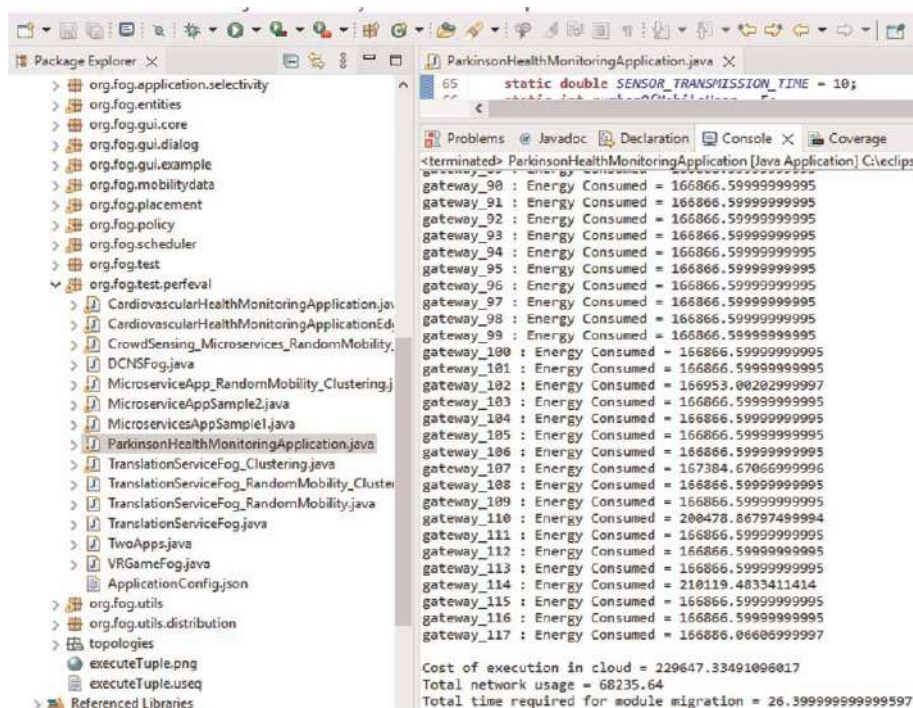 Package Explorer
org.fog.application.selectivity
org.fog.entities
org.fog.gui.core
org.fog.gui.dialog
org.fog.gui.example
org.fog.mobilitydata
org.fog.placement
org.fog.policy
org.fog.scheduler
org.fog.test
org.fog.test.perfeval
CardiovascularHealthMonitoringApplication.jav
CardiovascularHealthMonitoringApplicationEd
CrowdSensing_Microservices_RandomMobility_
DCNSFog.java
MicroserviceApp_RandomMobility_Clustering.j
MicroserviceAppSample2.java
MicroservicesAppSample1.java
ParkinsonHealthMonitoringApplication.java
TranslationServiceFog_Clustering.java
TranslationServiceFog_RandomMobility_Cluste
TranslationServiceFog_RandomMobility.java
TranslationServiceFog.java
TwoApps.java
VRGameFog.java
ApplicationConfig.json
org.fog.utils
org.fog.utils.distribution
topologies
executeTuple.png
executeTuple.useq
Referenced Libraries
ParkinsonHealthMonitoringApplication.java
65 static double SENSOR_TRANSMISSION_TIME = 10;
Problems @ Javadoc Declaration Console Coverage
<terminated> ParkinsonHealthMonitoringApplication [Java Application] C:\eclips
gateway_90 : Energy Consumed = 166866.59999999995
gateway_91 : Energy Consumed = 166866.59999999995
gateway_92 : Energy Consumed = 166866.59999999995
gateway_93 : Energy Consumed = 166866.59999999995
gateway_94 : Energy Consumed = 166866.59999999995
gateway_95 : Energy Consumed = 166866.59999999995
gateway_96 : Energy Consumed = 166866.59999999995
gateway_97 : Energy Consumed = 166866.59999999995
gateway_98 : Energy Consumed = 166866.59999999995
gateway_99 : Energy Consumed = 166866.59999999995
gateway_100 : Energy Consumed = 166866.59999999995
gateway_101 : Energy Consumed = 166866.59999999995
gateway_102 : Energy Consumed = 166953.00202999997
gateway_103 : Energy Consumed = 166866.59999999995
gateway_104 : Energy Consumed = 166866.59999999995
gateway_105 : Energy Consumed = 166866.59999999995
gateway_106 : Energy Consumed = 166866.59999999995
gateway_107 : Energy Consumed = 167384.67066999996
gateway_108 : Energy Consumed = 166866.59999999995
gateway_109 : Energy Consumed = 166866.59999999995
gateway_110 : Energy Consumed = 200478.86797499994
gateway_111 : Energy Consumed = 166866.59999999995
gateway_112 : Energy Consumed = 166866.59999999995
gateway_113 : Energy Consumed = 166866.59999999995
gateway_114 : Energy Consumed = 210119.4833411414
gateway_115 : Energy Consumed = 166866.59999999995
gateway_116 : Energy Consumed = 166866.59999999995
gateway_117 : Energy Consumed = 166886.06606999997
Cost of execution in cloud = 229647.33491096017
Total network usage = 68235.64
Total time required for module migration = 26.399999999999597